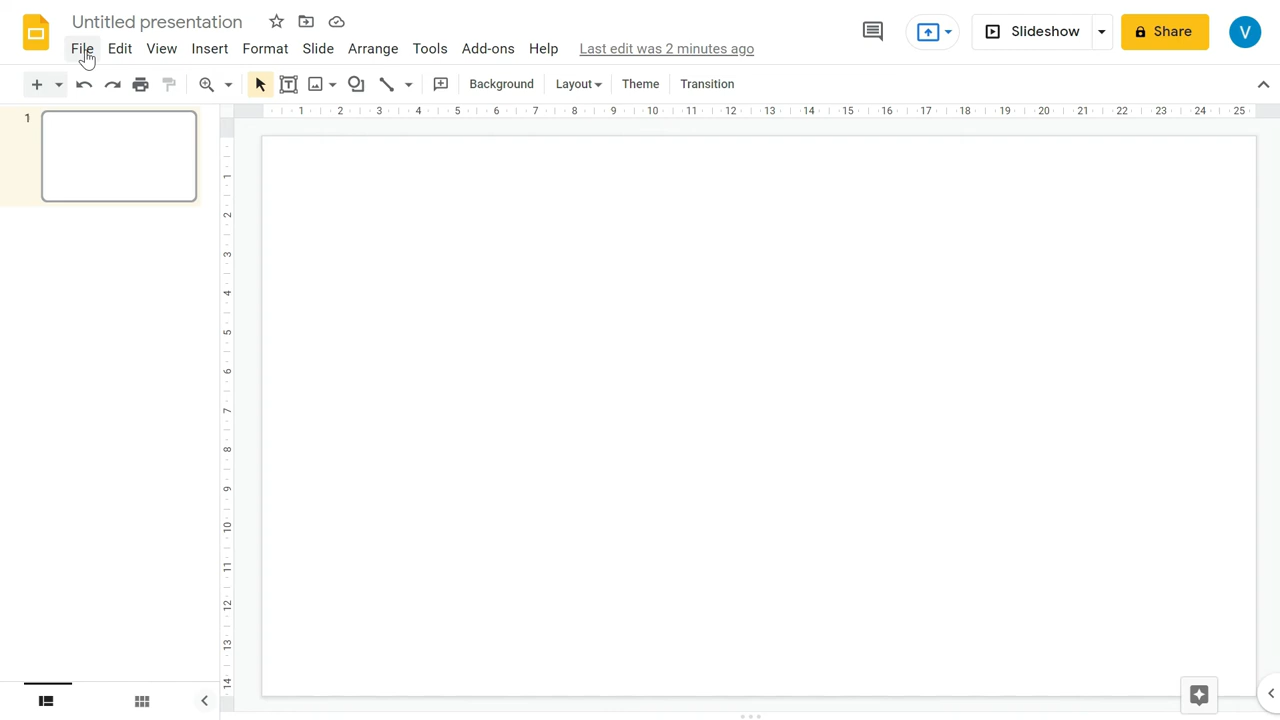 Untitled presentation
File Edit View Insert Format Slide Arrange Tools Add-ons Help Last edit was 2 minutes ago
Slideshow
Share
V
Background Layout Theme Transition
1 2 3 4 5 6 7 8 9 10 11 12 13 14 15 16 17 18 19 20 21 22 23 24 25
1
1
2
3
4
5
6
7
8
9
10
11
12
13
14